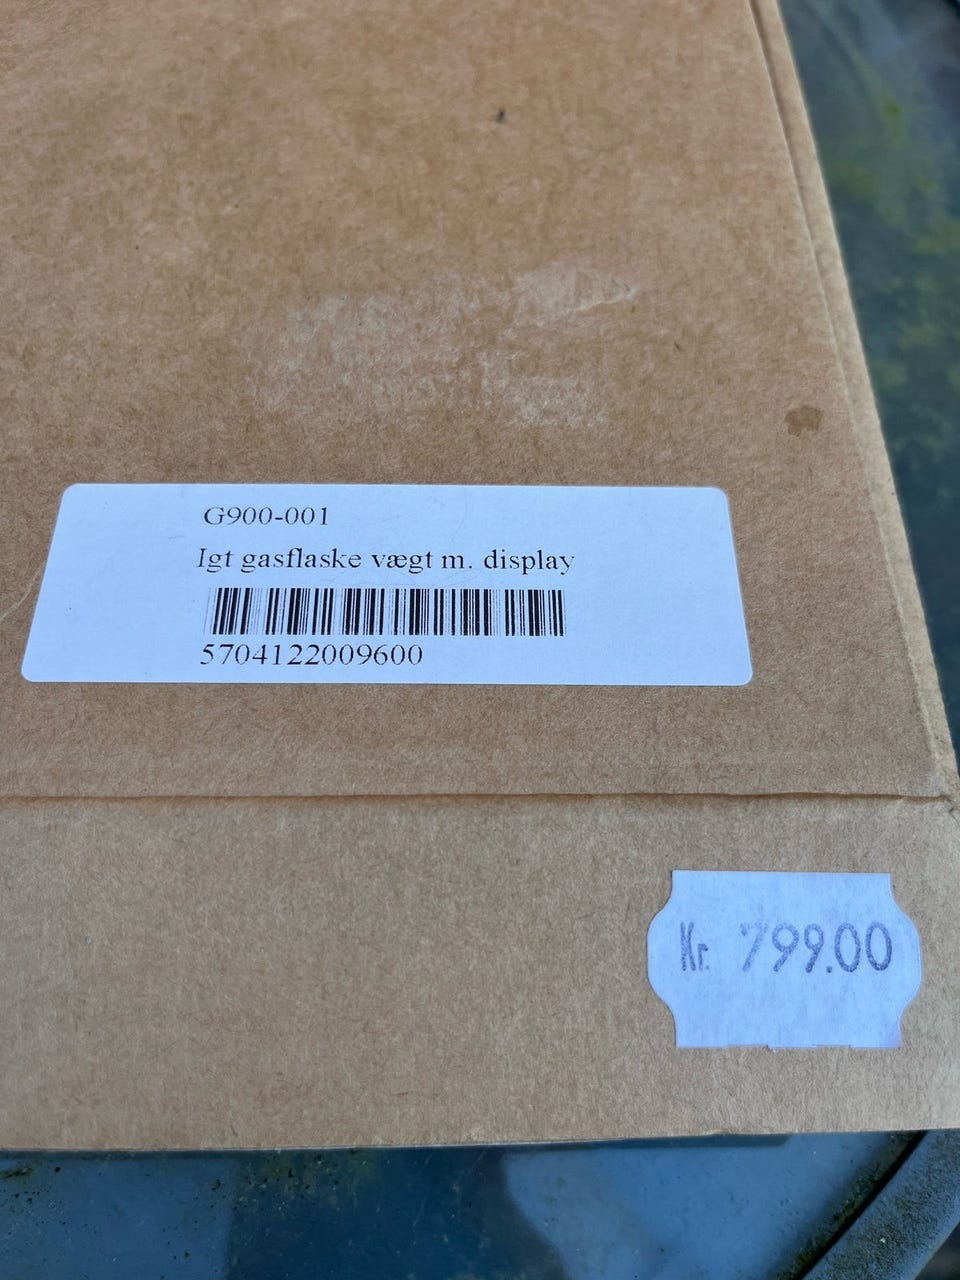 G900-001
Igt gasflaske vægt m. display
5704122009600
Kr. 799.00